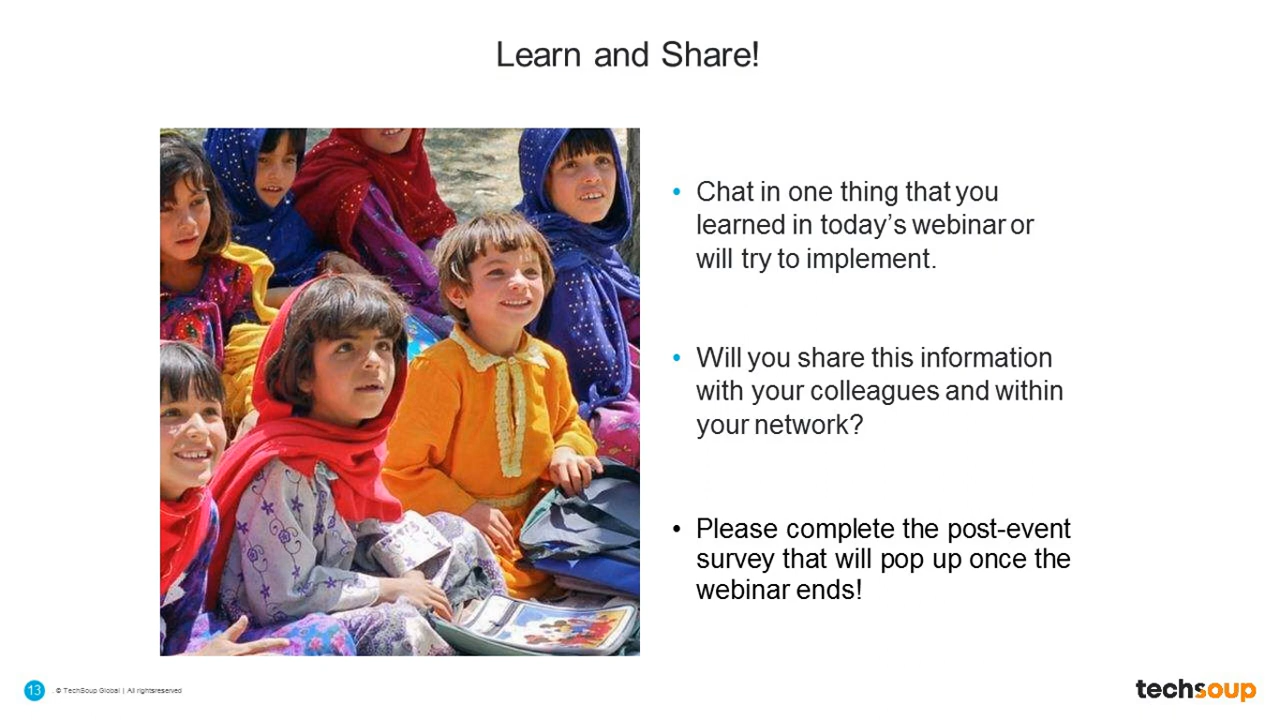 Learn and Share!
• Chat in one thing that you
learned in today’s webinar or
will try to implement.
• Will you share this information
with your colleagues and within
your network?
• Please complete the post-event
survey that will pop up once the
webinar ends!
13 . © TechSoup Global | All rightsreserved
techsoup